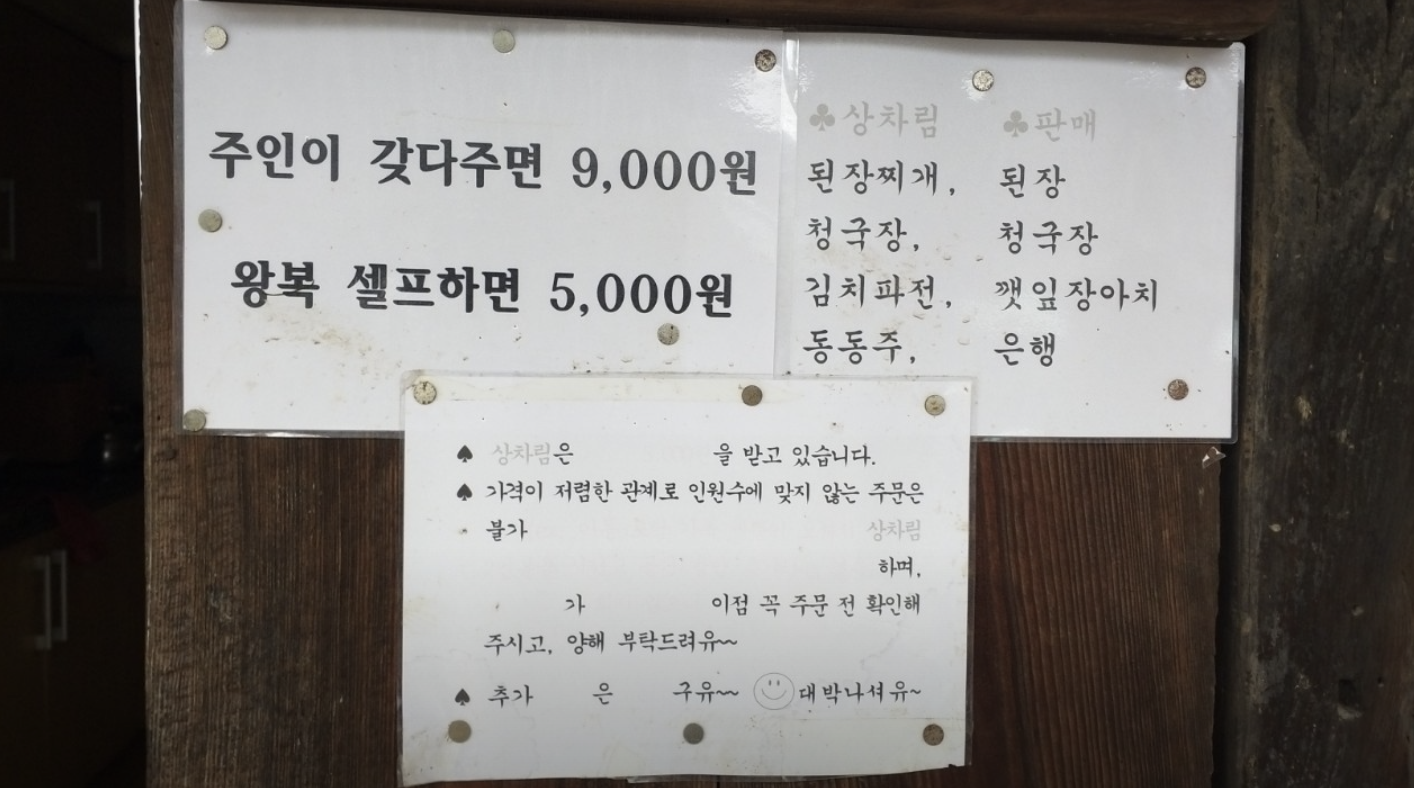 주인이 갖다주면 9,000원
왕복 셀프하면 5,000원
♣상차림 ♣판매
된장찌개, 된장
청국장, 청국장
김치파전, 깻잎장아치
동동주, 은행
♠ 상차림은 을 받고 있습니다.
♠ 가격이 저렴한 관계로 인원수에 맞지 않는 주문은
불가 상차림
하며,
가 이점 꼭 주문 전 확인해
주시고, 양해 부탁드려유~~
♠ 추가 은 구유~~ 대박나셔유~